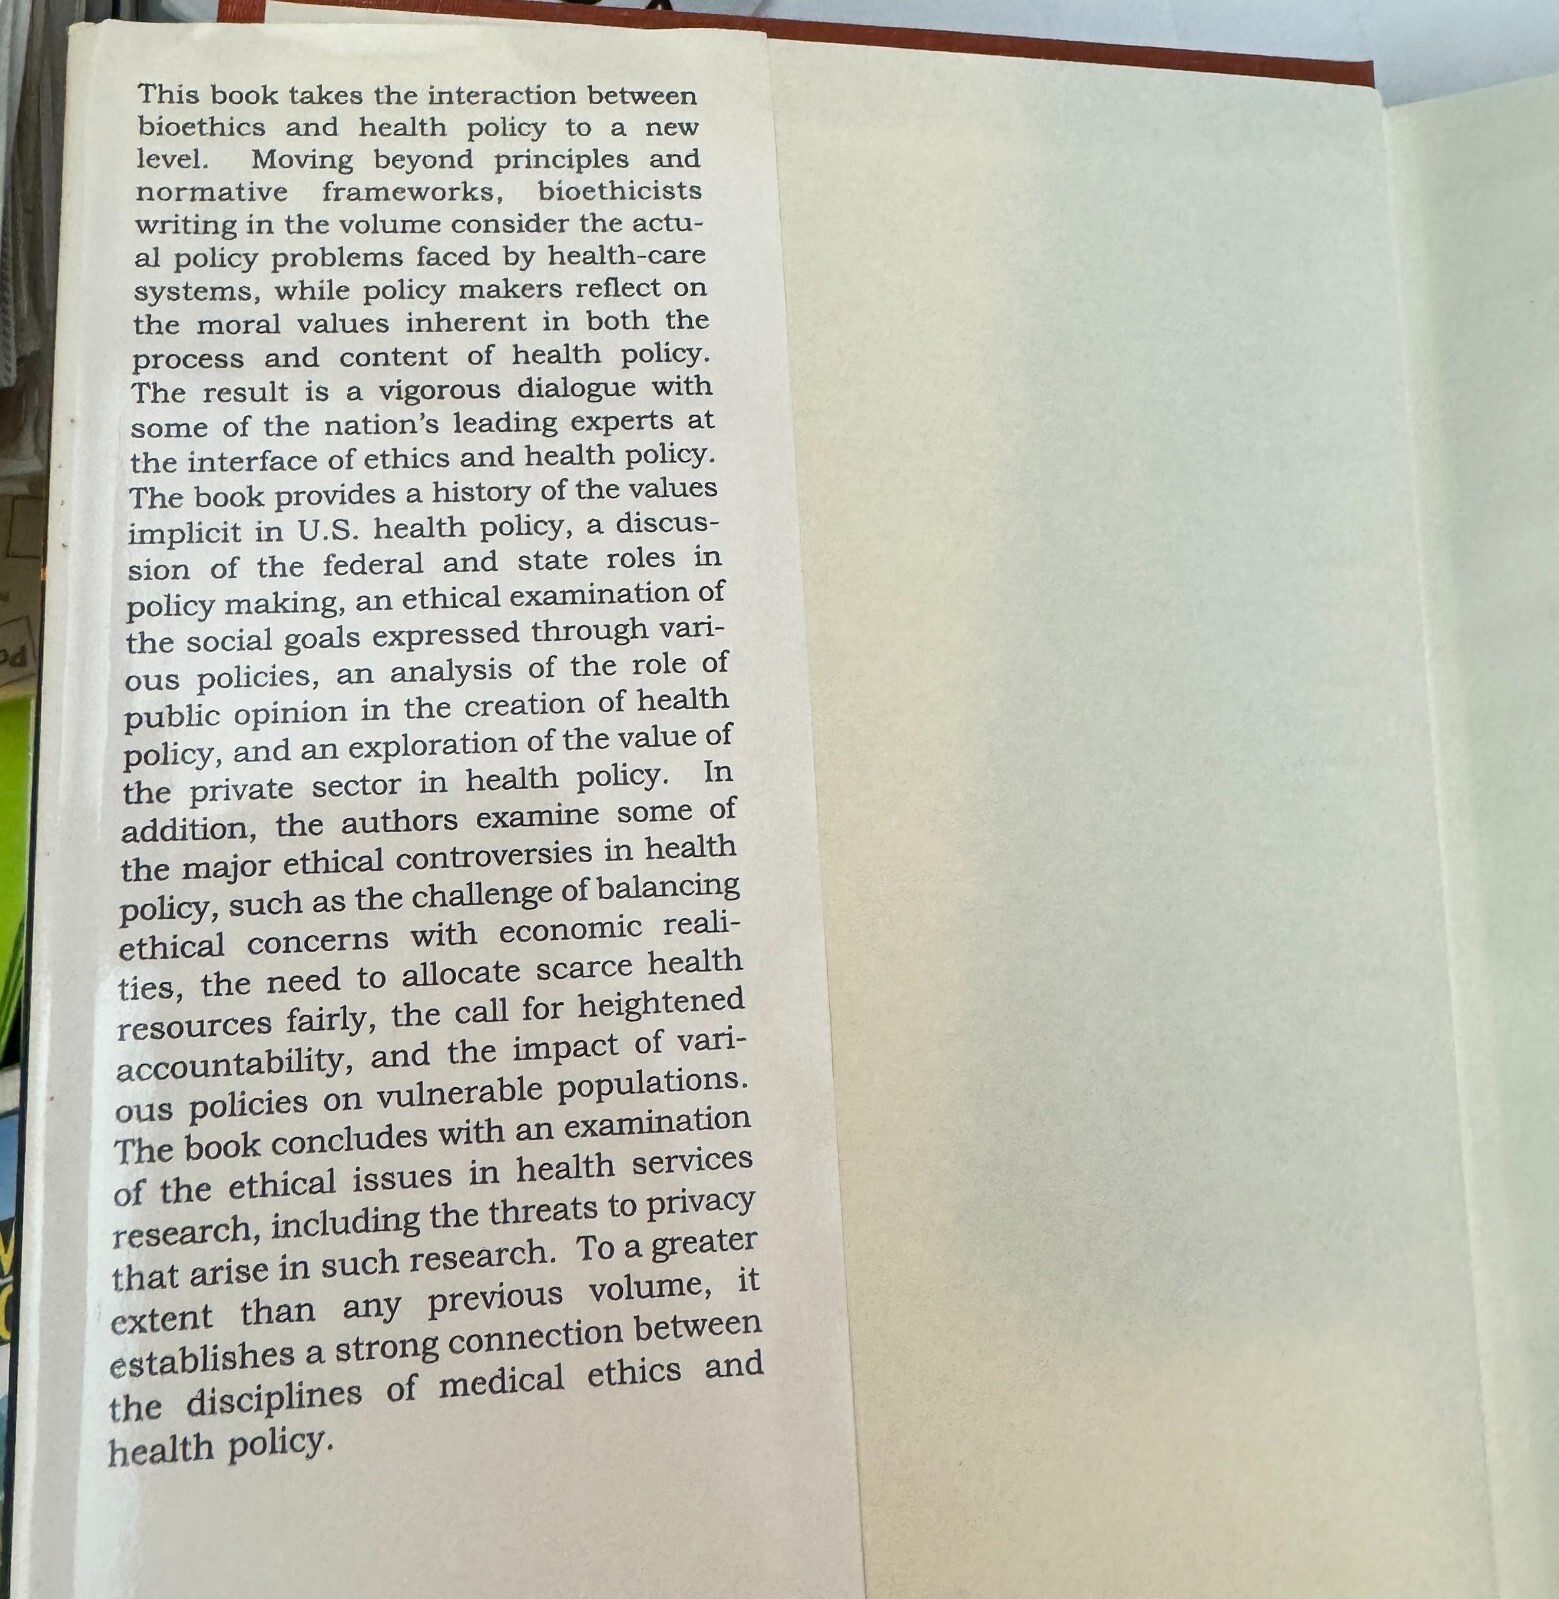 This book takes the interaction between
bioethics and health policy to a new
level. Moving beyond principles and
normative frameworks, bioethicists
writing in the volume consider the actu-
al policy problems faced by health-care
systems, while policy makers reflect on
the moral values inherent in both the
process and content of health policy.
The result is a vigorous dialogue with
some of the nation's leading experts at
the interface of ethics and health policy.
The book provides a history of the values
implicit in U.S. health policy, a discus-
sion of the federal and state roles in
policy making, an ethical examination of
the social goals expressed through vari-
ous policies, an analysis of the role of
public opinion in the creation of health
policy, and an exploration of the value of
the private sector in health policy. In
addition, the authors examine some of
the major ethical controversies in health
policy, such as the challenge of balancing
ethical concerns with economic reali-
ties, the need to allocate scarce health
resources fairly, the call for heightened
accountability, and the impact of vari-
ous policies on vulnerable populations.
The book concludes with an examination
of the ethical issues in health services
research, including the threats to privacy
that arise in such research. To a greater
extent than any previous volume, it
establishes a strong connection between
the disciplines of medical ethics and
health policy.